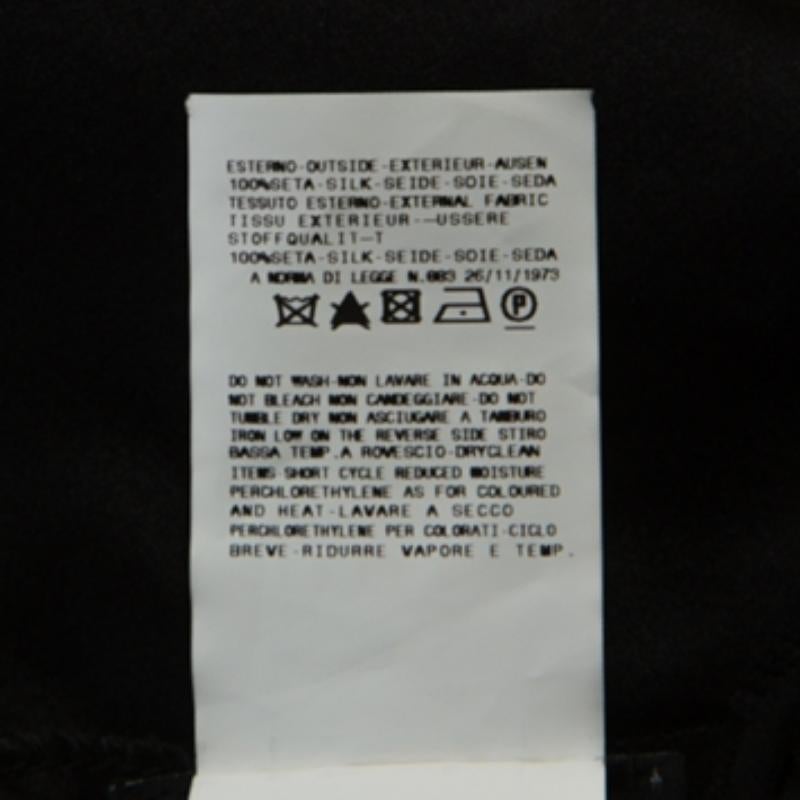 ESTERNO-OUTSIDE-EXTERIEUR-AUSEN
100%SETA-SILK-SEIDE-SOIE-SEDA
TESSUTO ESTERNO-EXTERNAL FABRIC
TISSU EXTERIEUR-—USSERE
STOFFQUALIT—T
100%SETA-SILK-SEIDE-SOIE-SEDA
A NORMA DI LEGGE N.883 26/11/1973
P
DO NOT WASH-NON LAVARE IN ACQUA-DO
NOT BLEACH NON CANDEGGIARE-DO NOT
TUMBLE DRY NON ASCIUGARE A TAMBURO
IRON LOW ON THE REVERSE SIDE STIRO
BASSA TEMP.A ROVESCIO-DRYCLEAN
ITEMS SHORT CYCLE REDUCED MOISTURE
PERCHLORETHYLENE AS FOR COLOURED
AND HEAT-LAVARE A SECCO
PERCHLORETHYLENE PER COLORATI-CICLO
BREVE-RIDURRE VAPORE E TEMP.